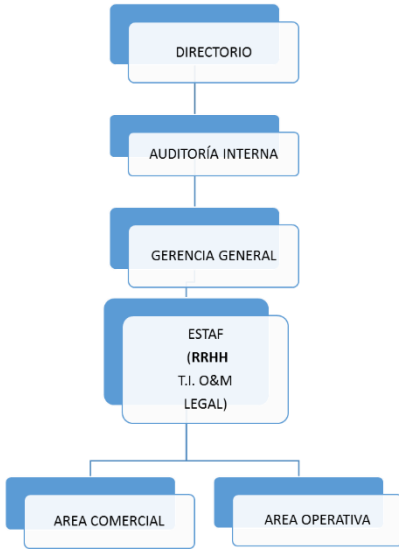 DIRECTORIO
AUDITORÍA INTERNA
GERENCIA GENERAL
ESTAF
(RRHH
T.I. O&M
LEGAL)
AREA COMERCIAL
AREA OPERATIVA